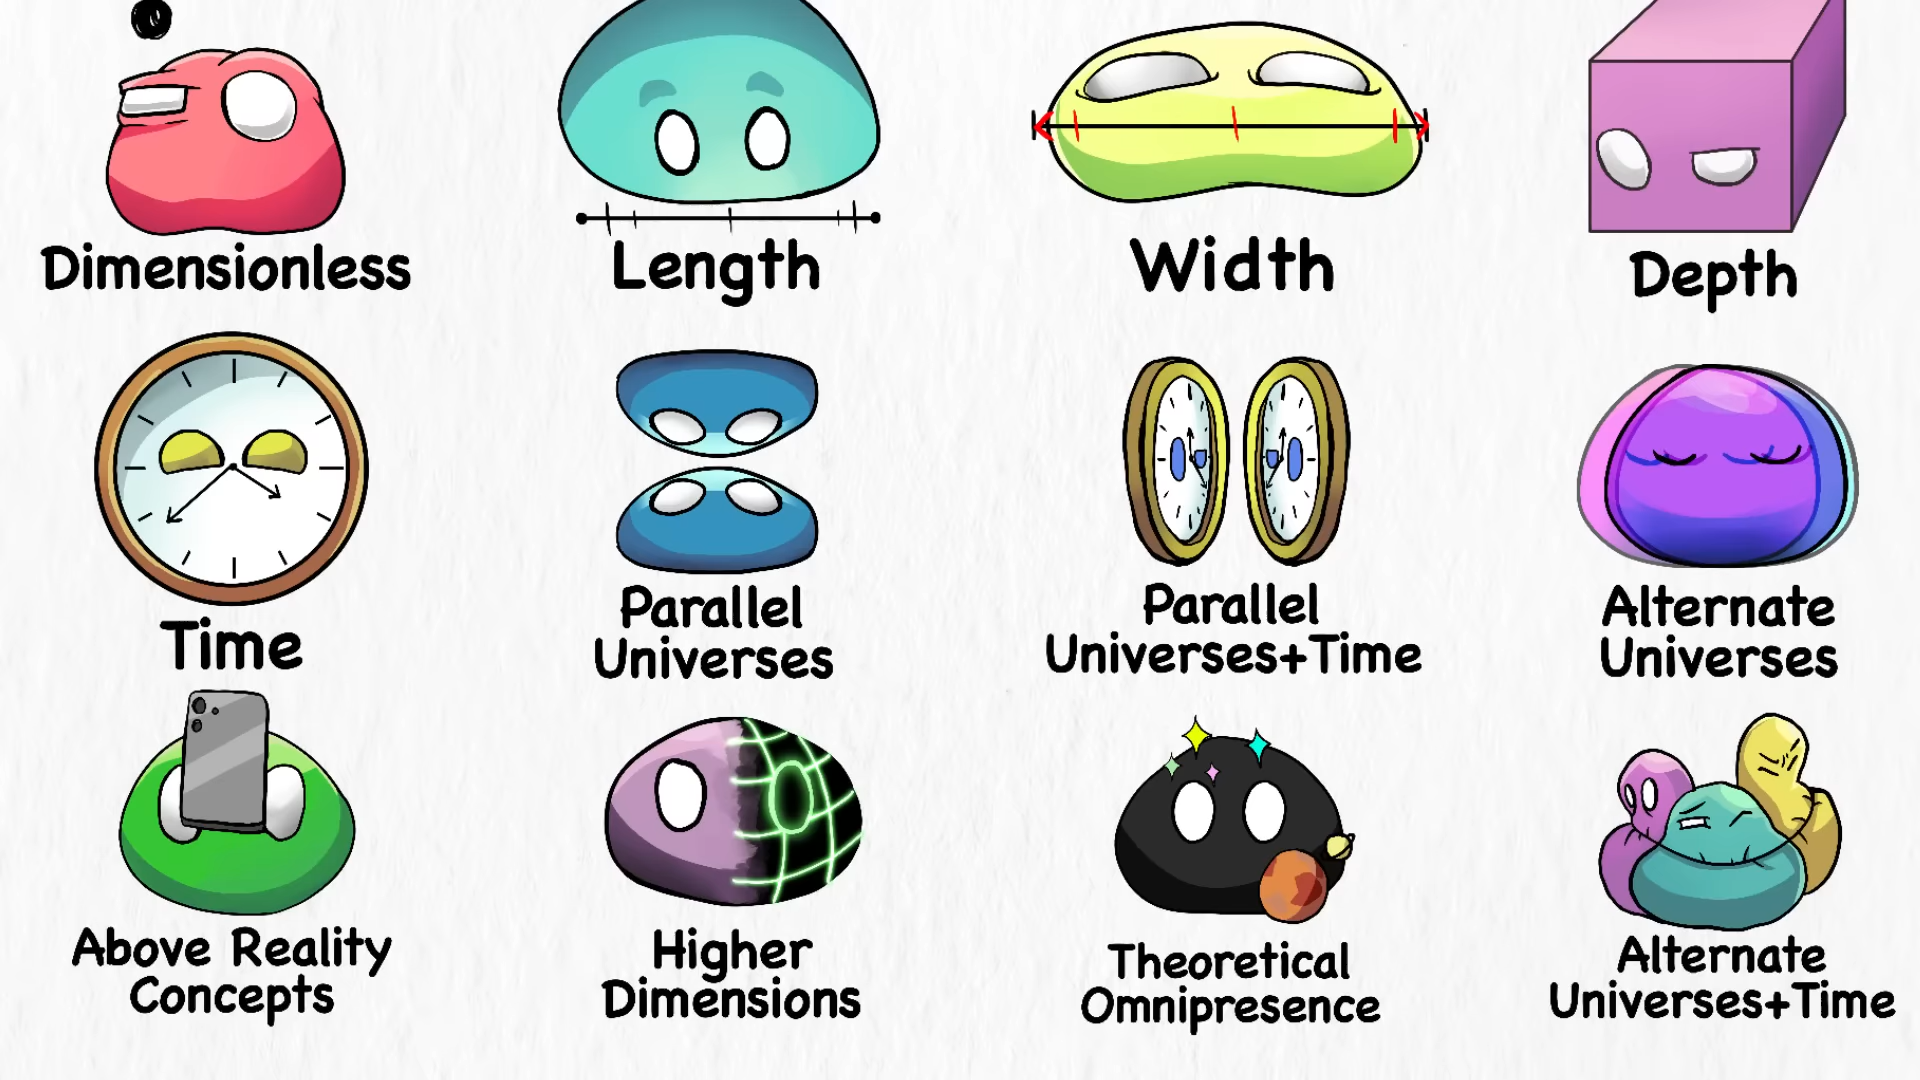 Dimensionless
Length
Width
Depth
Time
Parallel
Universes
Parallel
Universes+Time
Alternate
Universes
Above Reality
Concepts
Higher
Dimensions
Theoretical
Omnipresence
Alternate
Universes+Time